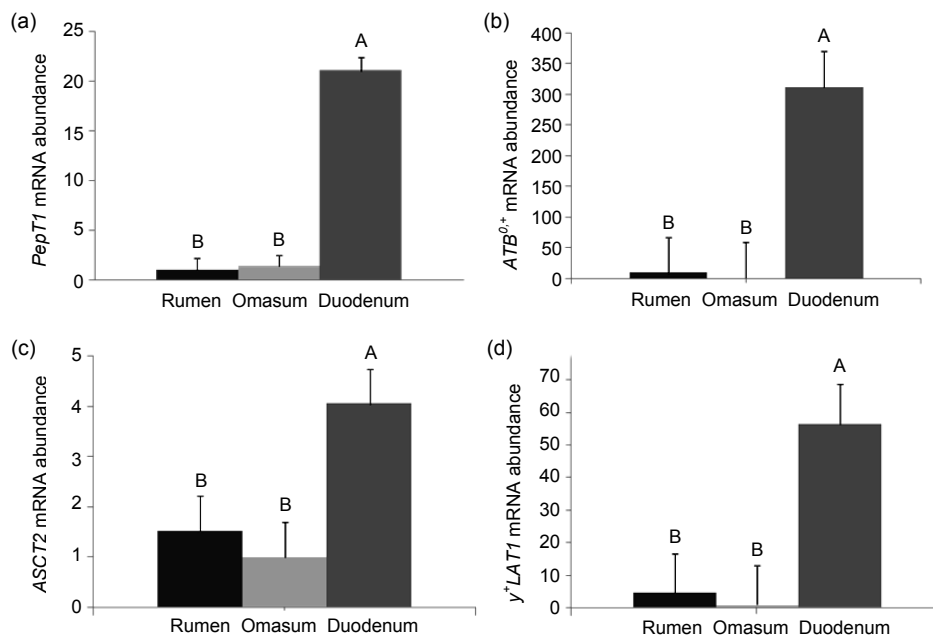 (a)
PepT1 mRNA abundance
25
20
15
10
5
0
B
B
A
Rumen Omasum Duodenum
(b)
ATB⁰,⁺ mRNA abundance
400
350
300
250
200
150
100
50
0
B
B
A
Rumen Omasum Duodenum
(c)
ASCT2 mRNA abundance
5
4
3
2
1
0
B
B
A
Rumen Omasum Duodenum
(d)
y⁺LAT1 mRNA abundance
70
60
50
40
30
20
10
0
B
B
A
Rumen Omasum Duodenum